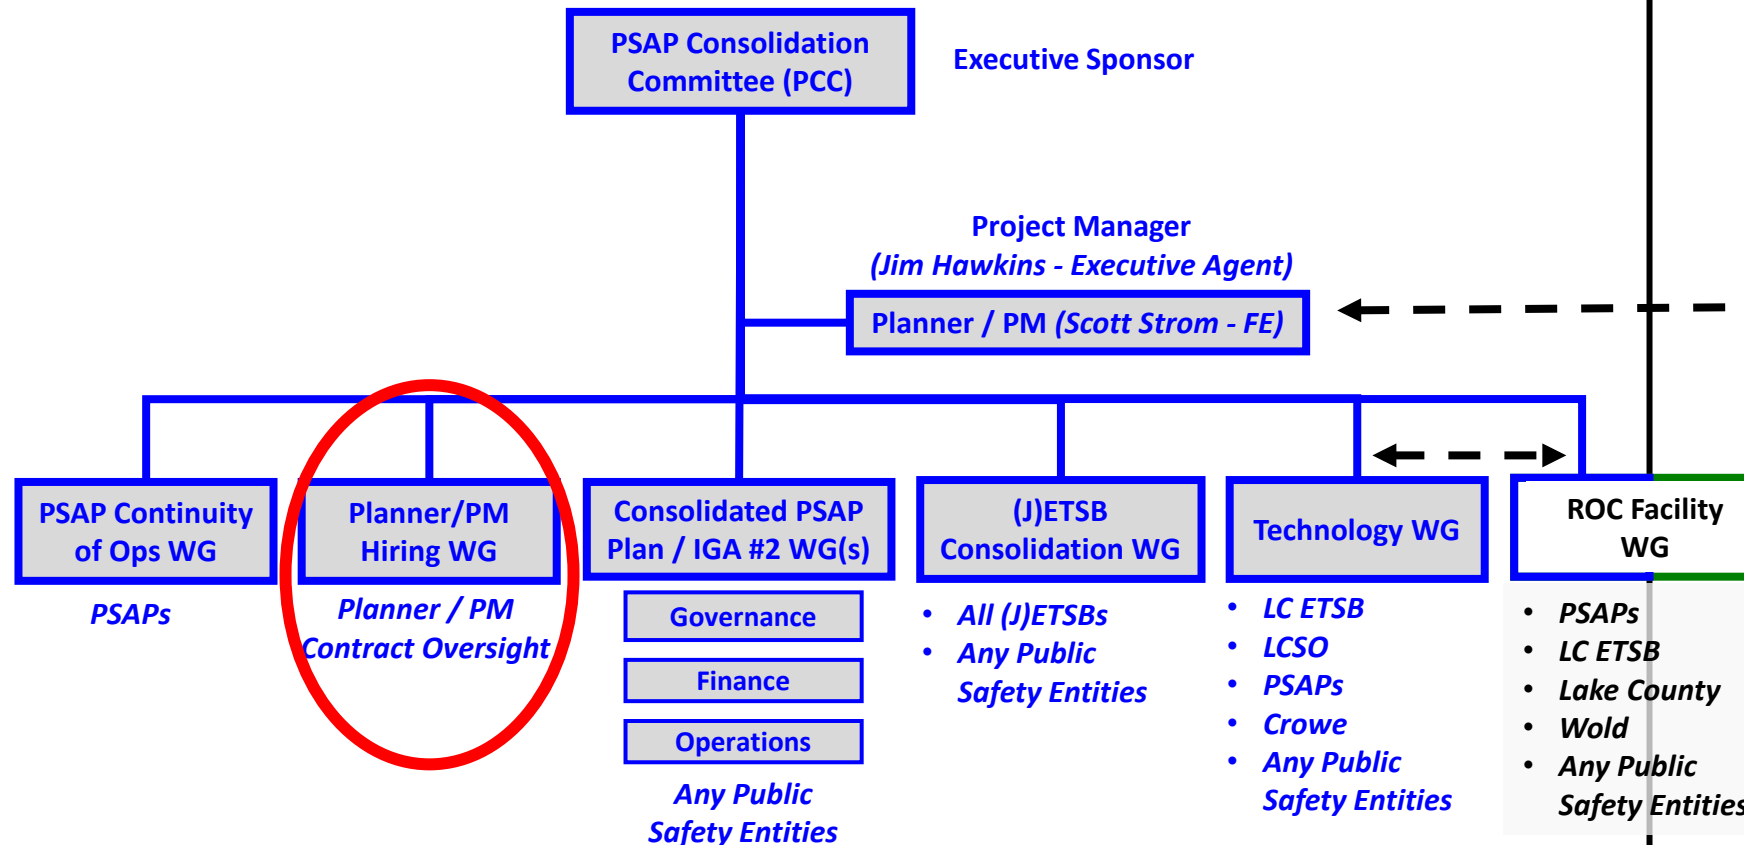 PSAP Consolidation
Committee (PCC)
Executive Sponsor
Project Manager
(Jim Hawkins - Executive Agent)
Planner / PM (Scott Strom - FE)
PSAP Continuity
of Ops WG
PSAPs
Planner/PM
Hiring WG
Planner / PM
Contract Oversight
Consolidated PSAP
Plan / IGA #2 WG(s)
Governance
Finance
Operations
Any Public
Safety Entities
(J)ETSB
Consolidation WG
• All (J)ETSBs
• Any Public
Safety Entities
Technology WG
• LC ETSB
• LCSO
• PSAPs
• Crowe
• Any Public
Safety Entities
ROC Facility
WG
• PSAPs
• LC ETSB
• Lake County
• Wold
• Any Public
Safety Entities